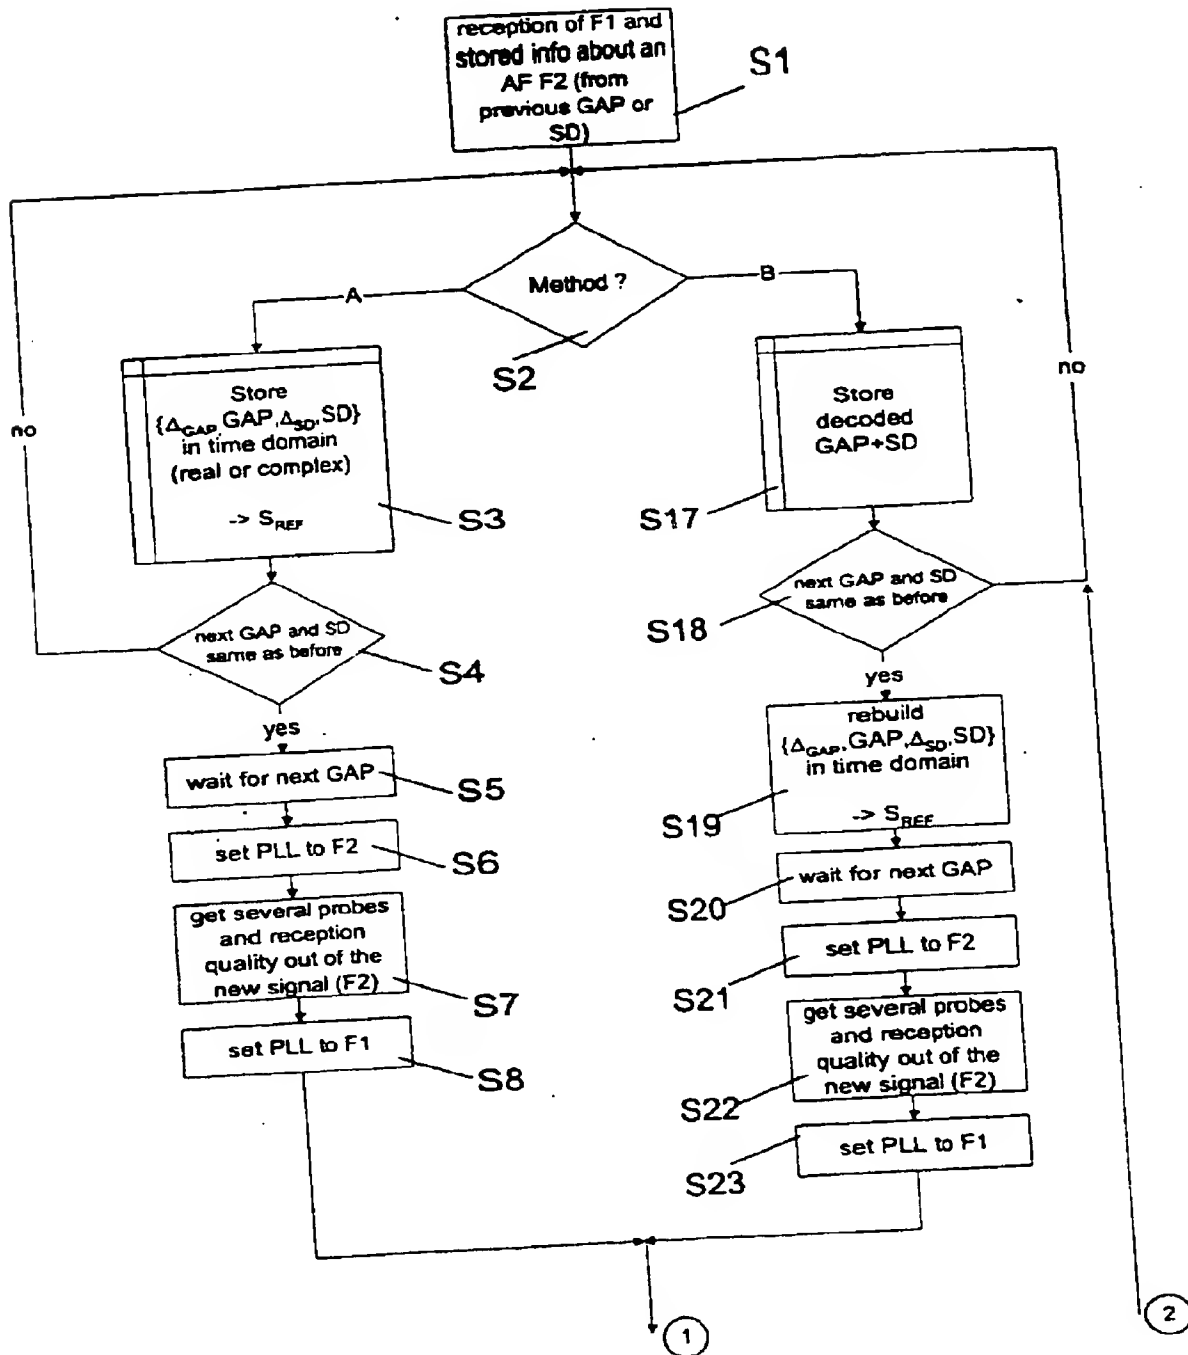 reception of F1 and
stored info about an
AF F2 (from
previous GAP or
SD)
S1
Method ?
A
B
S2
Store
{Δ_GAP, GAP, Δ_SD, SD}
in time domain
(real or complex)
-> S_REF
S3
no
Store
decoded
GAP+SD
S17
no
next GAP and SD
same as before
S4
next GAP and SD
same as before
S18
yes
yes
wait for next GAP
S5
rebuild
{Δ_GAP, GAP, Δ_SD, SD}
in time domain
-> S_REF
S19
set PLL to F2
S6
wait for next GAP
S20
get several probes
and reception
quality out of the
new signal (F2)
S7
set PLL to F2
S21
set PLL to F1
S8
get several probes
and reception
quality out of the
new signal (F2)
S22
set PLL to F1
S23
1
2